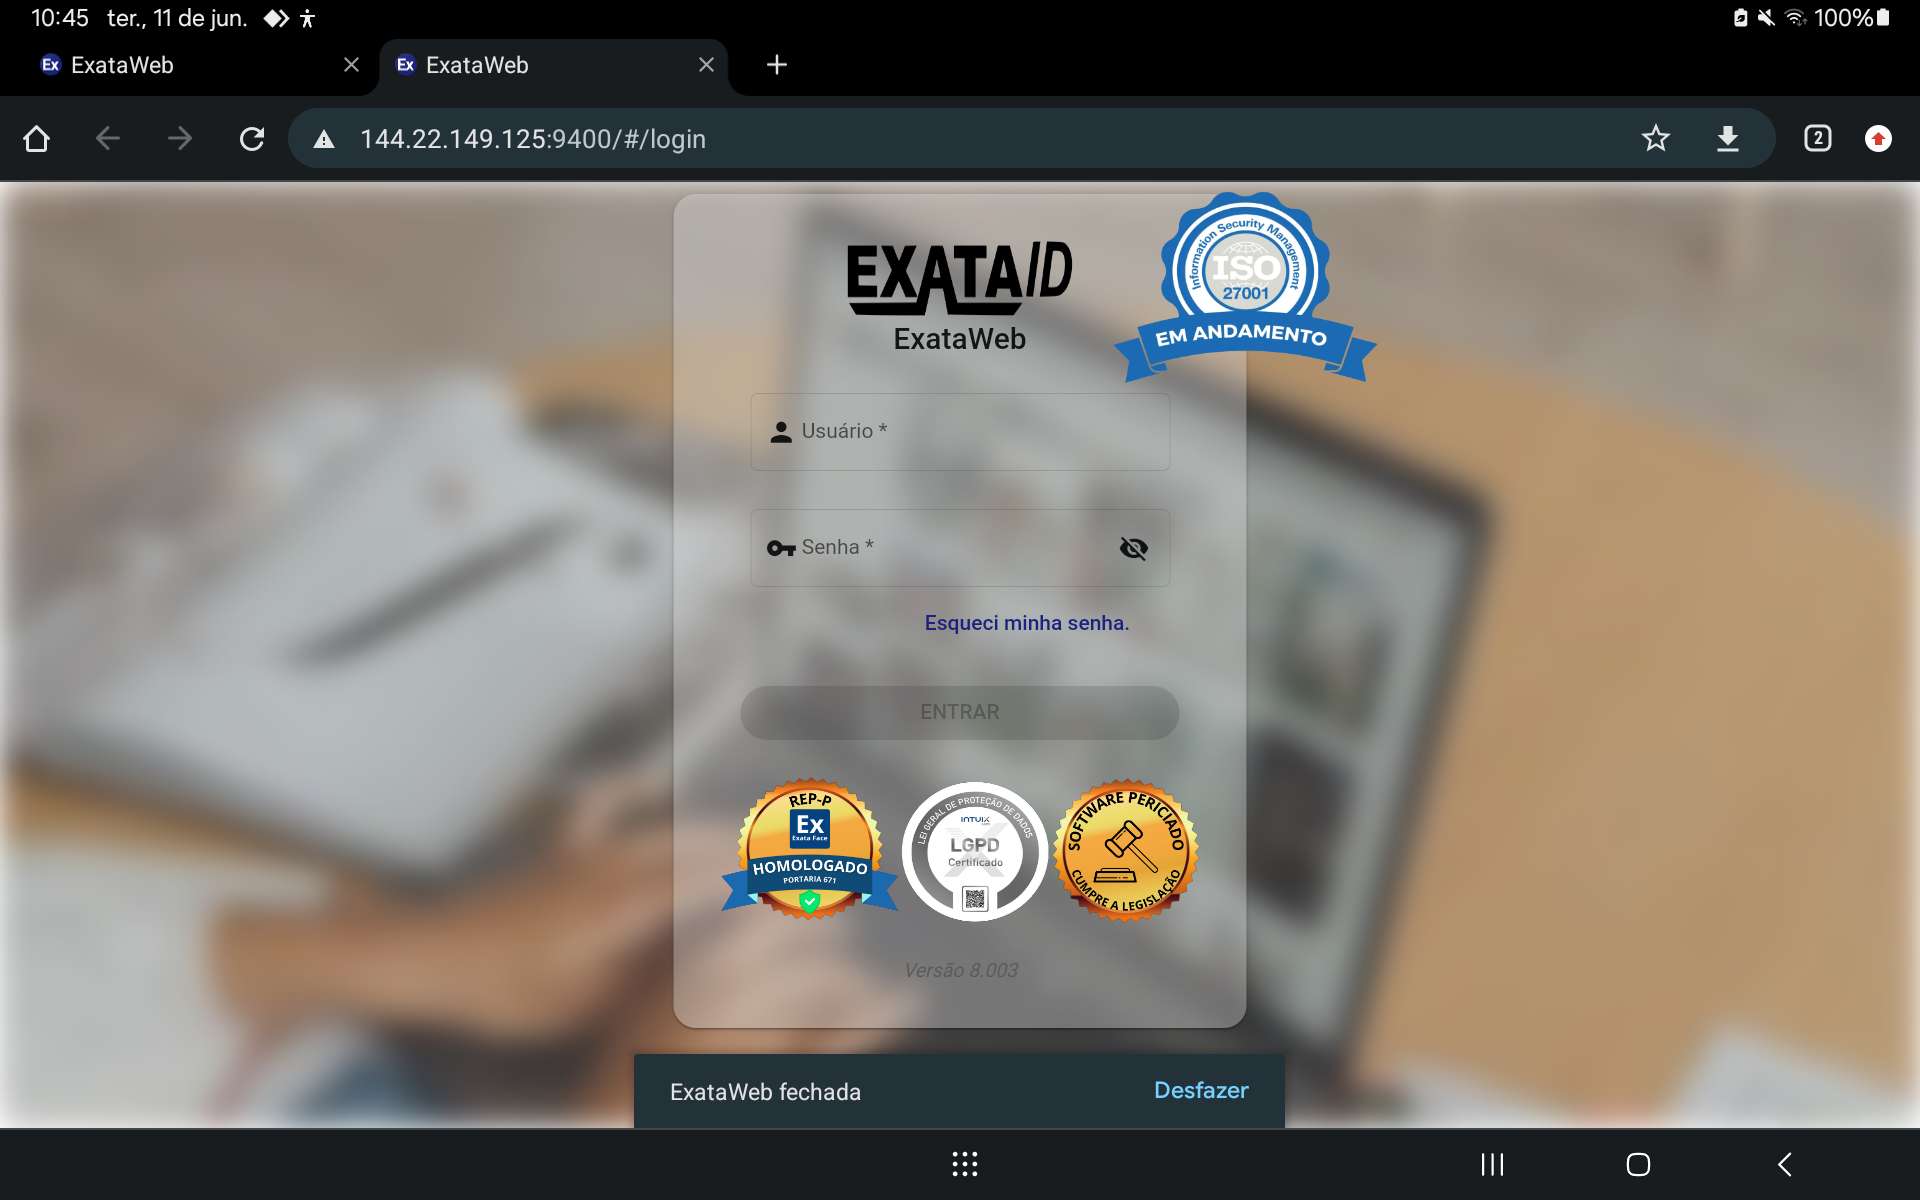 10:45 ter., 11 de jun.
100%
Ex ExataWeb
Ex ExataWeb
144.22.149.125:9400/#/login
2
EXATAID
ExataWeb
Information Security Management
ISO
27001
EM ANDAMENTO
Usuário *
Senha *
Esqueci minha senha.
ENTRAR
REP-P
Ex
Exata Face
HOMOLOGADO
PORTARIA 671
LEI GERAL DE PROTEÇÃO DE DADOS
INTUIX
LGPD
Certificado
SOFTWARE PERICIADO
CUMPRE A LEGISLAÇÃO
Versão 8.003
ExataWeb fechada
Desfazer